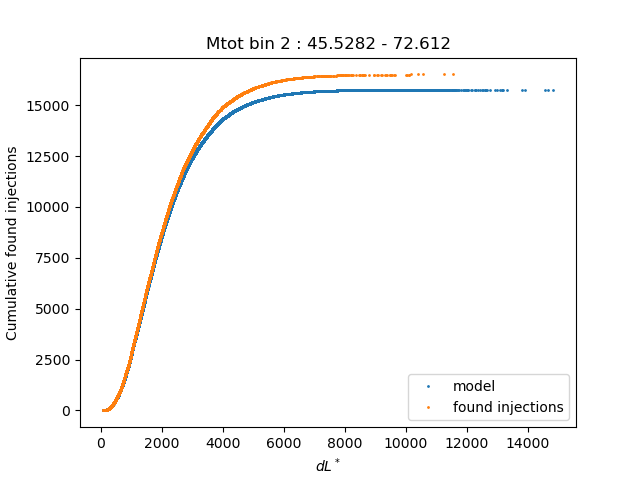 Mtot bin 2 : 45.5282 - 72.612
Cumulative found injections
15000
12500
10000
7500
5000
2500
0
0 2000 4000 6000 8000 10000 12000 14000
dL*
model
found injections